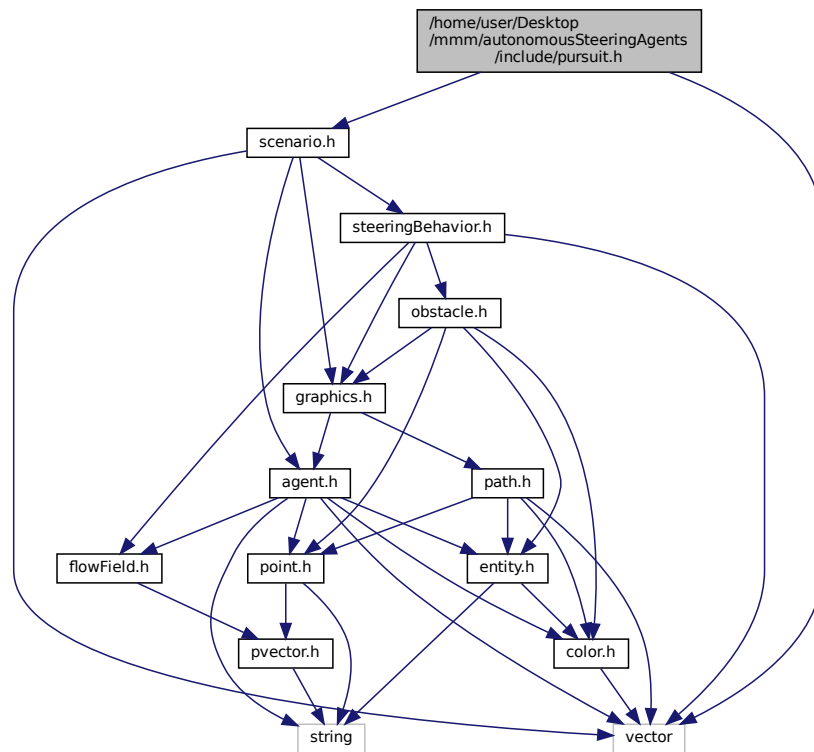 /home/user/Desktop
/mmm/autonomousSteeringAgents
/include/pursuit.h
scenario.h
steeringBehavior.h
obstacle.h
graphics.h
agent.h
path.h
flowField.h
point.h
entity.h
pvector.h
color.h
string
vector